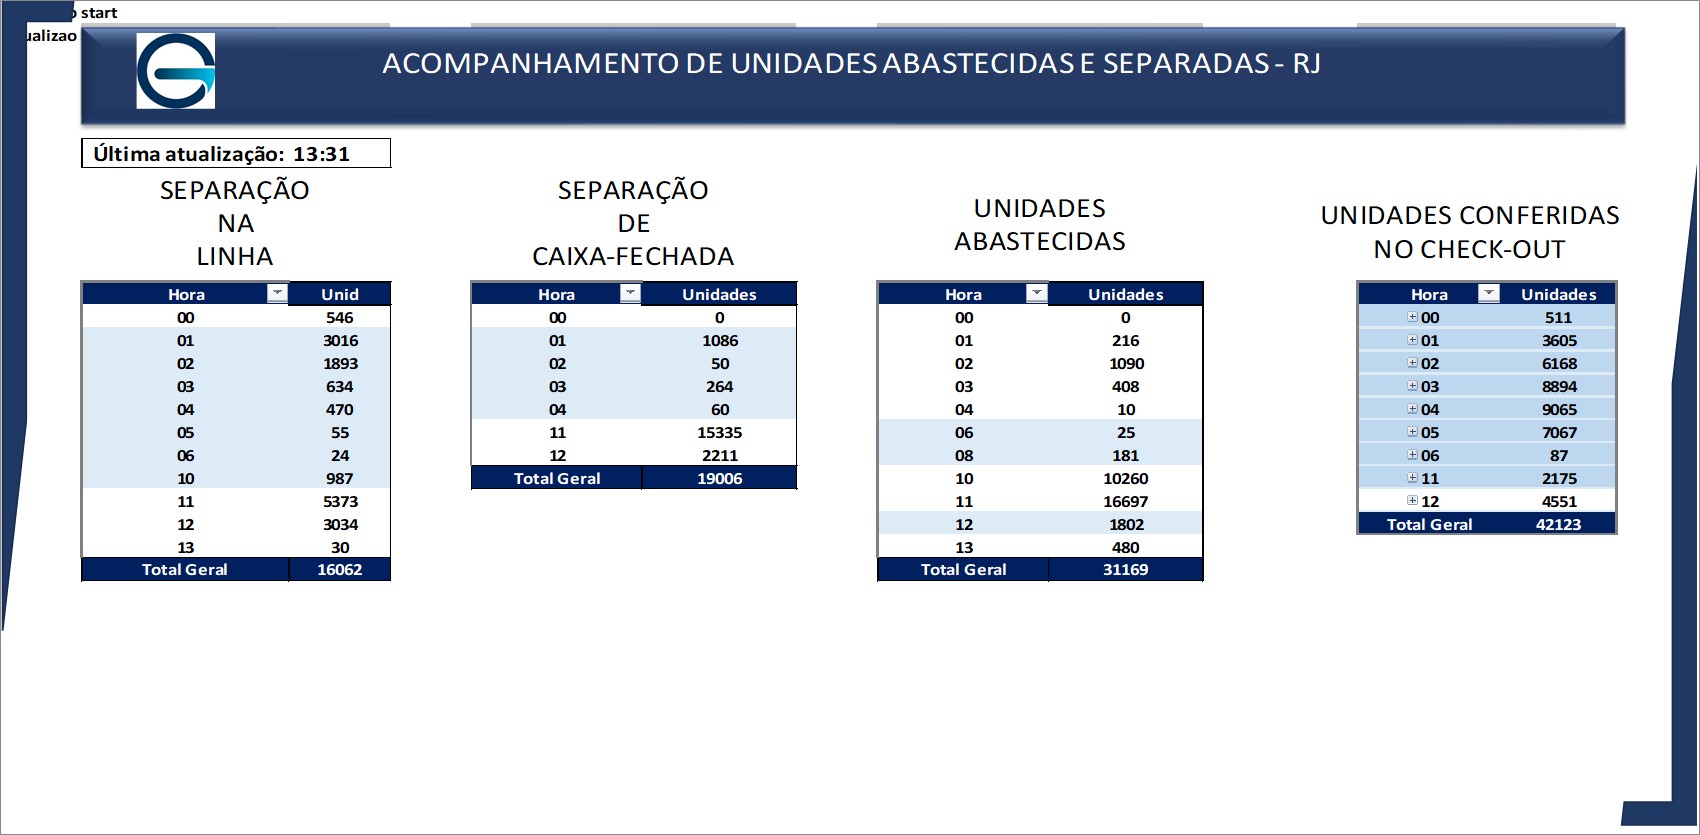 start
ualizao
ACOMPANHAMENTO DE UNIDADES ABASTECIDAS E SEPARADAS - RJ
Última atualização: 13:31
SEPARAÇÃO
NA
LINHA
Hora Unid
00 546
01 3016
02 1893
03 634
04 470
05 55
06 24
10 987
11 5373
12 3034
13 30
Total Geral 16062
SEPARAÇÃO
DE
CAIXA-FECHADA
Hora Unidades
00 0
01 1086
02 50
03 264
04 60
11 15335
12 2211
Total Geral 19006
UNIDADES
ABASTECIDAS
Hora Unidades
00 0
01 216
02 1090
03 408
04 10
06 25
08 181
10 10260
11 16697
12 1802
13 480
Total Geral 31169
UNIDADES CONFERIDAS
NO CHECK-OUT
Hora Unidades
00 511
01 3605
02 6168
03 8894
04 9065
05 7067
06 87
11 2175
12 4551
Total Geral 42123